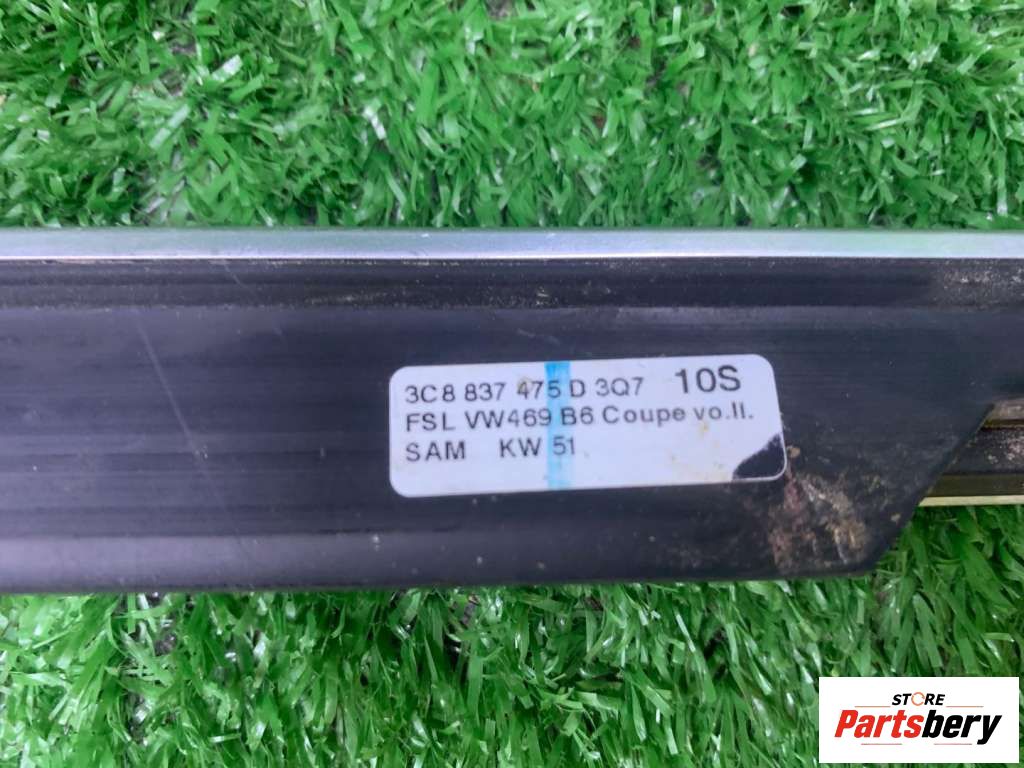 3C8 837 475 D 3Q7 10S
FSL VW469 B6 Coupe vo.li.
SAM KW 51
STORE
Partsbery